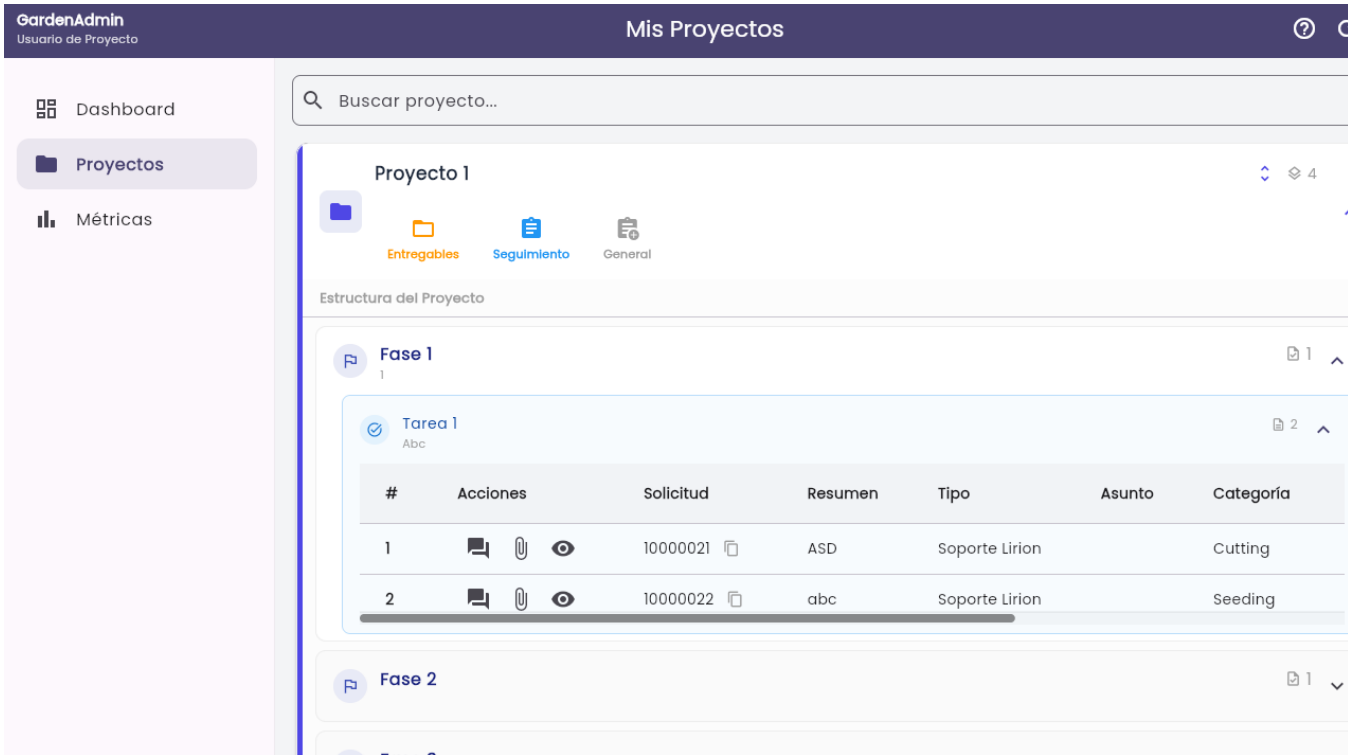 GardenAdmin
Usuario de Proyecto
Mis Proyectos
Dashboard
Proyectos
Métricas
Buscar proyecto...
Proyecto 1
4
Entregables
Seguimiento
General
Estructura del Proyecto
Fase 1
1
1
Tarea 1
Abc
2
# Acciones Solicitud Resumen Tipo Asunto Categoría
1 10000021 ASD Soporte Lirion Cutting
2 10000022 abc Soporte Lirion Seeding
Fase 2
1